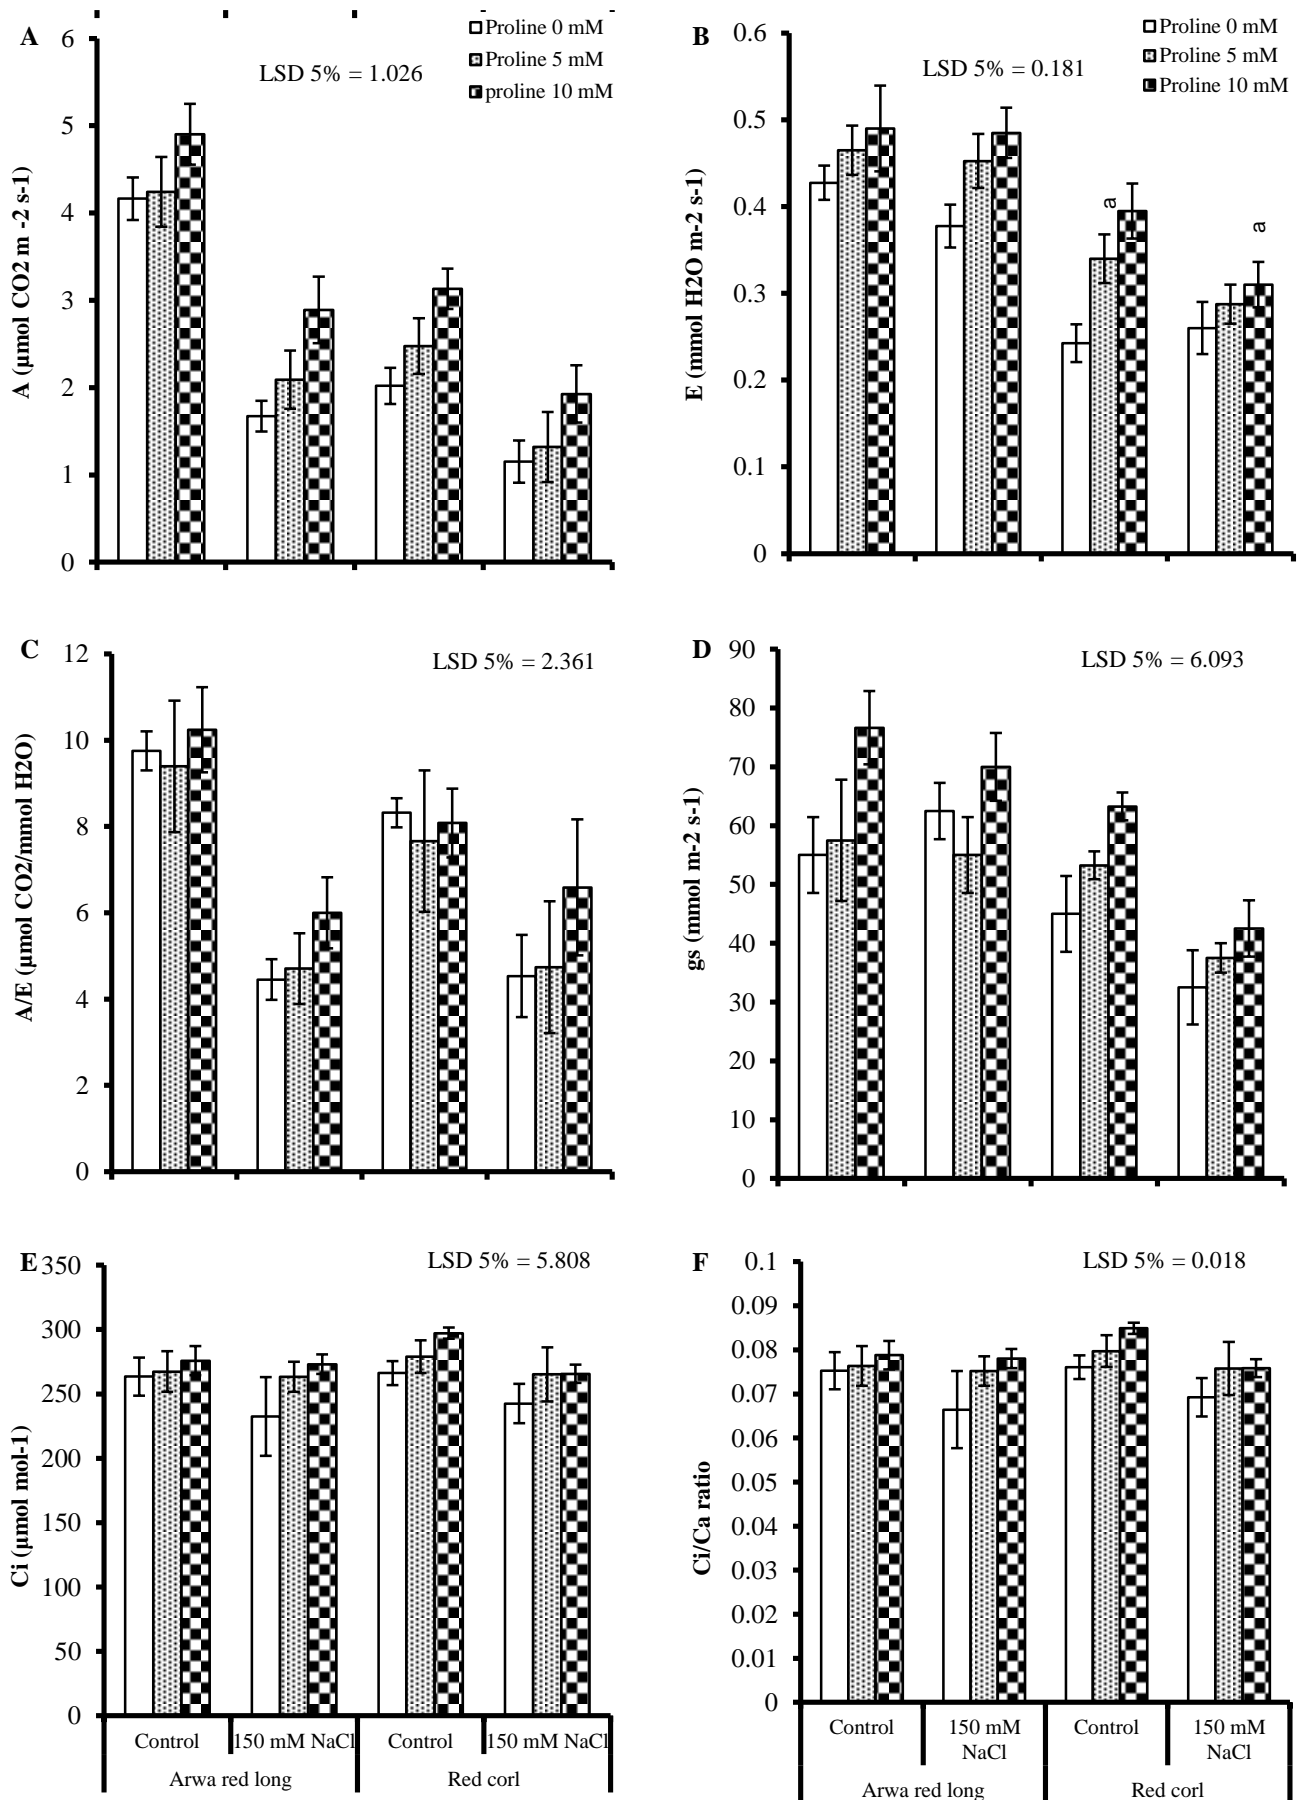 A
Proline 0 mM
Proline 5 mM
proline 10 mM
LSD 5% = 1.026
A (µmol CO2 m -2 s-1)
6
5
4
3
2
1
0
B
Proline 0 mM
Proline 5 mM
Proline 10 mM
LSD 5% = 0.181
E (mmol H2O m-2 s-1)
0.6
0.5
0.4
0.3
0.2
0.1
0
a
a
C
LSD 5% = 2.361
A/E (µmol CO2/mmol H2O)
12
10
8
6
4
2
0
D
LSD 5% = 6.093
gs (mmol m-2 s-1)
90
80
70
60
50
40
30
20
10
0
E
LSD 5% = 5.808
Ci (µmol mol-1)
350
300
250
200
150
100
50
0
Control
150 mM NaCl
Control
150 mM NaCl
Arwa red long
Red corl
F
LSD 5% = 0.018
Ci/Ca ratio
0.1
0.09
0.08
0.07
0.06
0.05
0.04
0.03
0.02
0.01
0
Control
150 mM
NaCl
Control
150 mM
NaCl
Arwa red long
Red corl